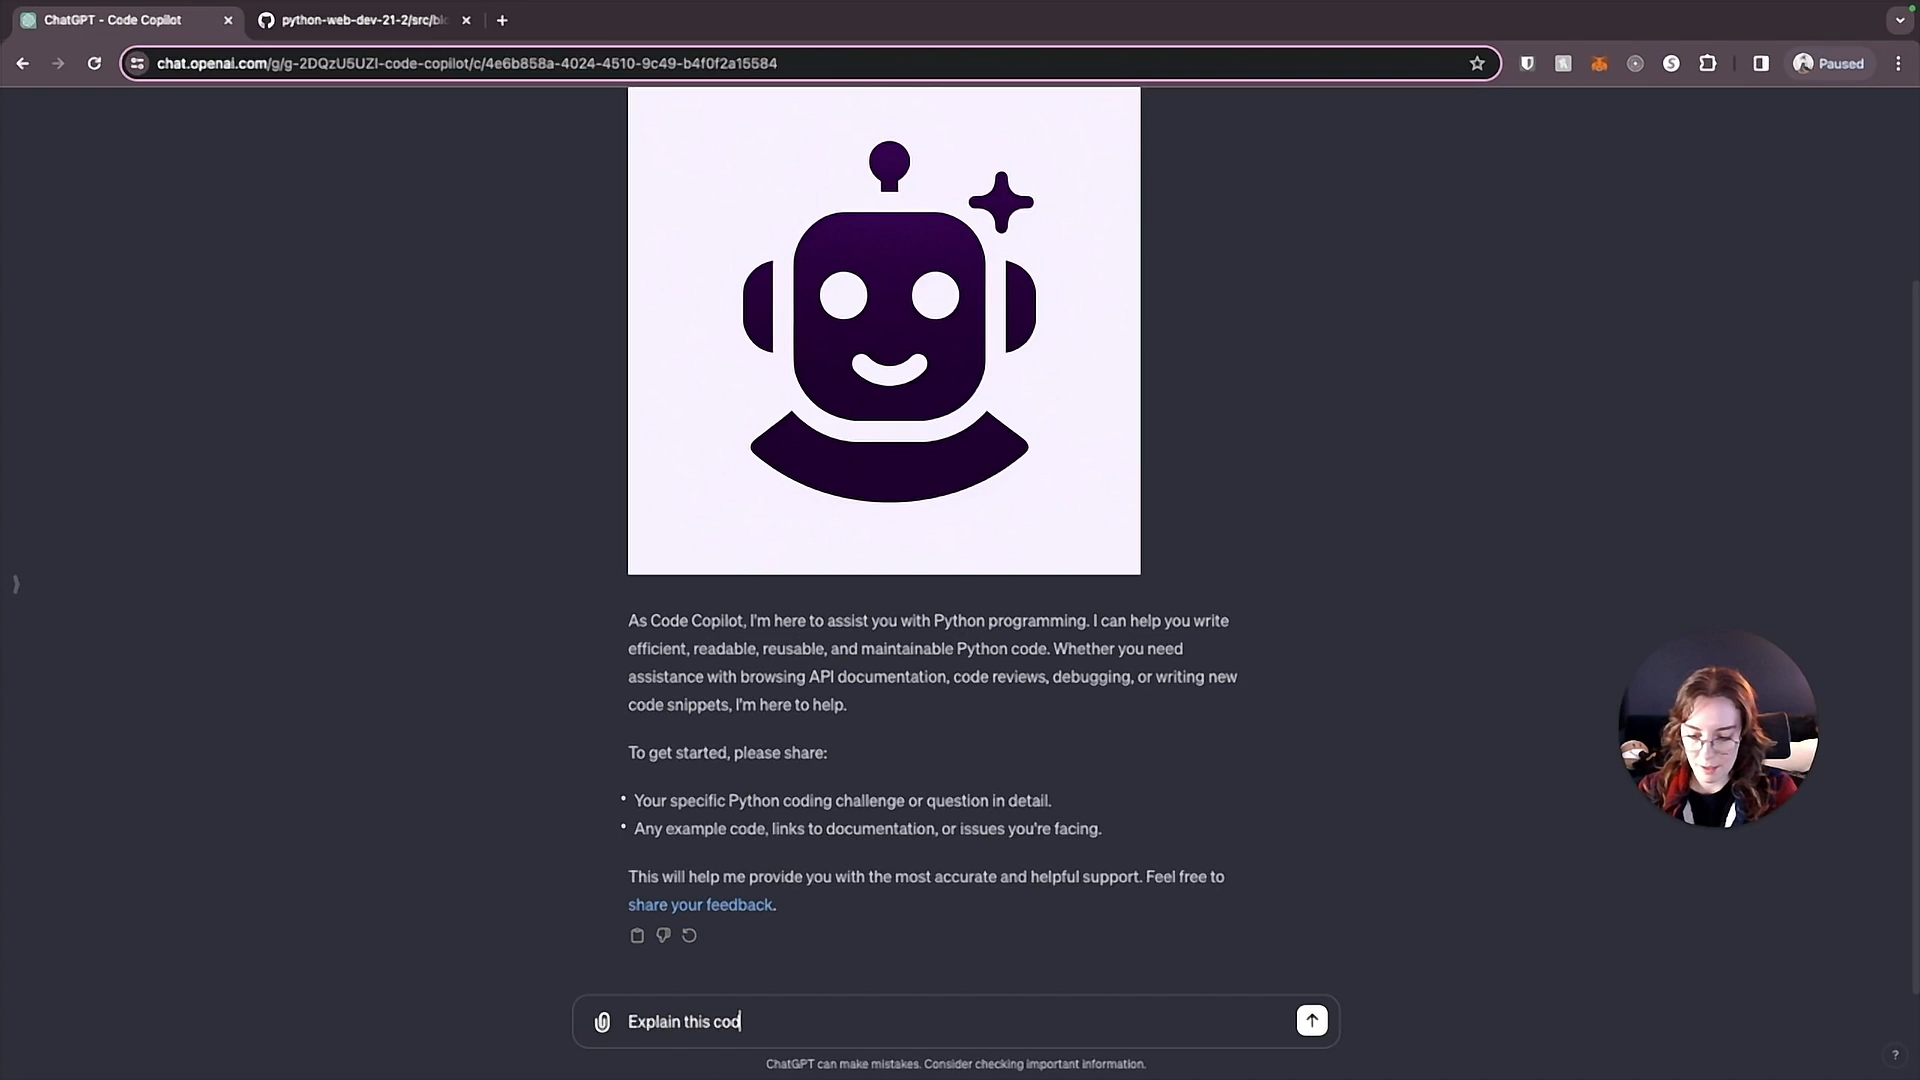 ChatGPT - Code Copilot
python-web-dev-21-2/src/bl
chat.openai.com/g/g-2DQzU5UZI-code-copilot/c/4e6b858a-4024-4510-9c49-b4f0f2a15584
Paused
As Code Copilot, I'm here to assist you with Python programming. I can help you write
efficient, readable, reusable, and maintainable Python code. Whether you need
assistance with browsing API documentation, code reviews, debugging, or writing new
code snippets, I'm here to help.
To get started, please share:
• Your specific Python coding challenge or question in detail.
• Any example code, links to documentation, or issues you're facing.
This will help me provide you with the most accurate and helpful support. Feel free to
share your feedback.
Explain this cod
ChatGPT can make mistakes. Consider checking important information.
?